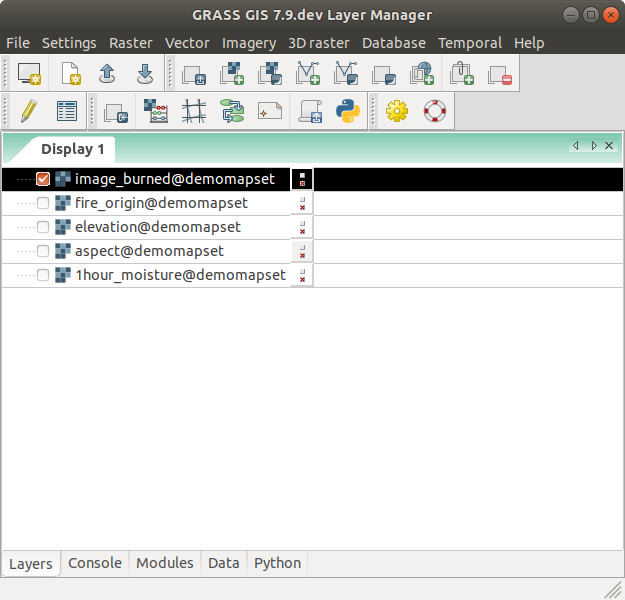 GRASS GIS 7.9.dev Layer Manager
File Settings Raster Vector Imagery 3D raster Database Temporal Help
Display 1
image_burned@demomapset
fire_origin@demomapset
elevation@demomapset
aspect@demomapset
1hour_moisture@demomapset
Layers Console Modules Data Python